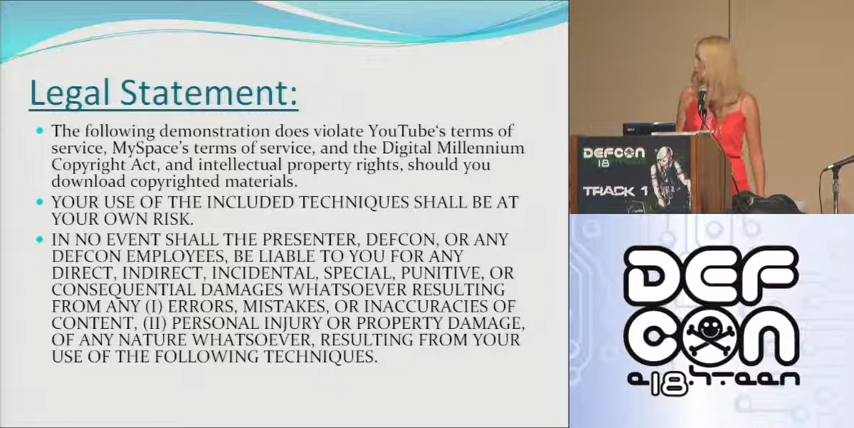 Legal Statement:
The following demonstration does violate YouTube's terms of
service, MySpace's terms of service, and the Digital Millennium
Copyright Act, and intellectual property rights, should you
download copyrighted materials.
YOUR USE OF THE INCLUDED TECHNIQUES SHALL BE AT
YOUR OWN RISK.
IN NO EVENT SHALL THE PRESENTER, DEFCON, OR ANY
DEFCON EMPLOYEES, BE LIABLE TO YOU FOR ANY
DIRECT, INDIRECT, INCIDENTAL, SPECIAL, PUNITIVE, OR
CONSEQUENTIAL DAMAGES WHATSOEVER RESULTING
FROM ANY (I) ERRORS, MISTAKES, OR INACCURACIES OF
CONTENT, (II) PERSONAL INJURY OR PROPERTY DAMAGE,
OF ANY NATURE WHATSOEVER, RESULTING FROM YOUR
USE OF THE FOLLOWING TECHNIQUES.
DEFCON
18
TRACK 1
DEF
CON
e.18.h.teen